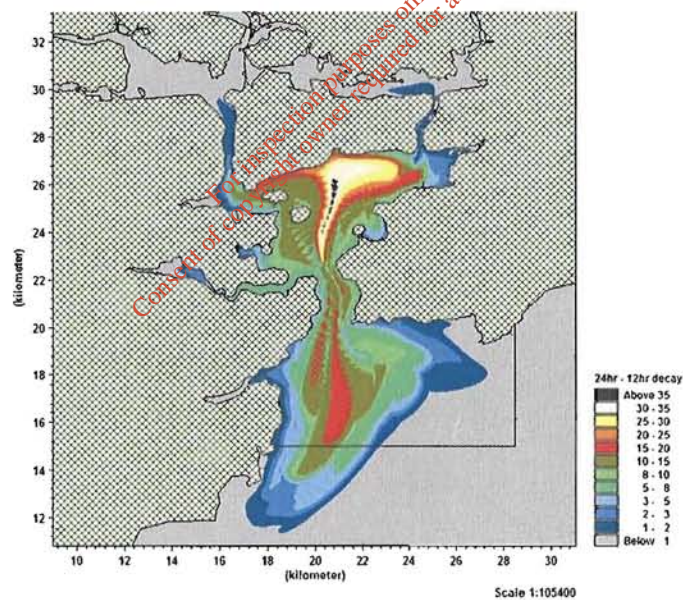 For inspection purposes only.
Consent of copyright owner required for a
32
30
28
26
24
22
20
18
16
14
12
(kilometer)
10 12 14 16 18 20 22 24 26 28 30
(kilometer)
24hr - 12hr decay
Above 35
30 - 35
25 - 30
20 - 25
15 - 20
10 - 15
8 - 10
5 - 8
3 - 5
2 - 3
1 - 2
Below 1
Scale 1:105400